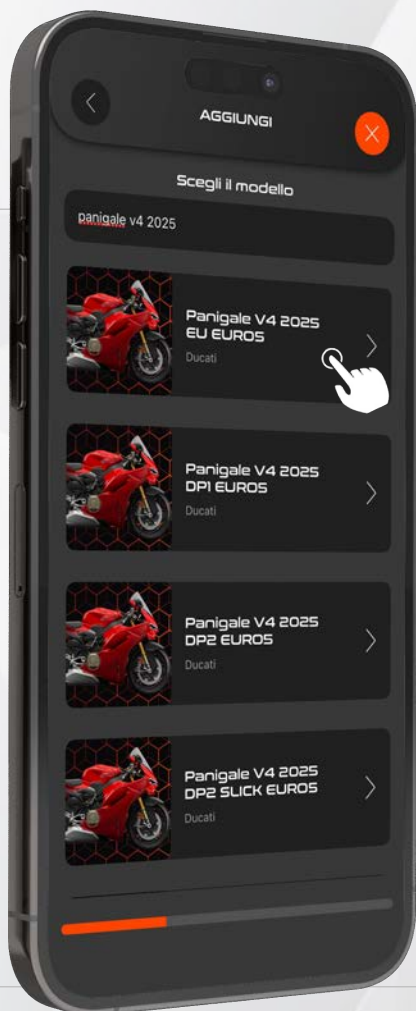 AGGIUNGI
Scegli il modello
panigale v4 2025
Panigale V4 2025
EU EURO5
Ducati
Panigale V4 2025
DP1 EURO5
Ducati
Panigale V4 2025
DP2 EURO5
Ducati
Panigale V4 2025
DP2 SLICK EURO5
Ducati